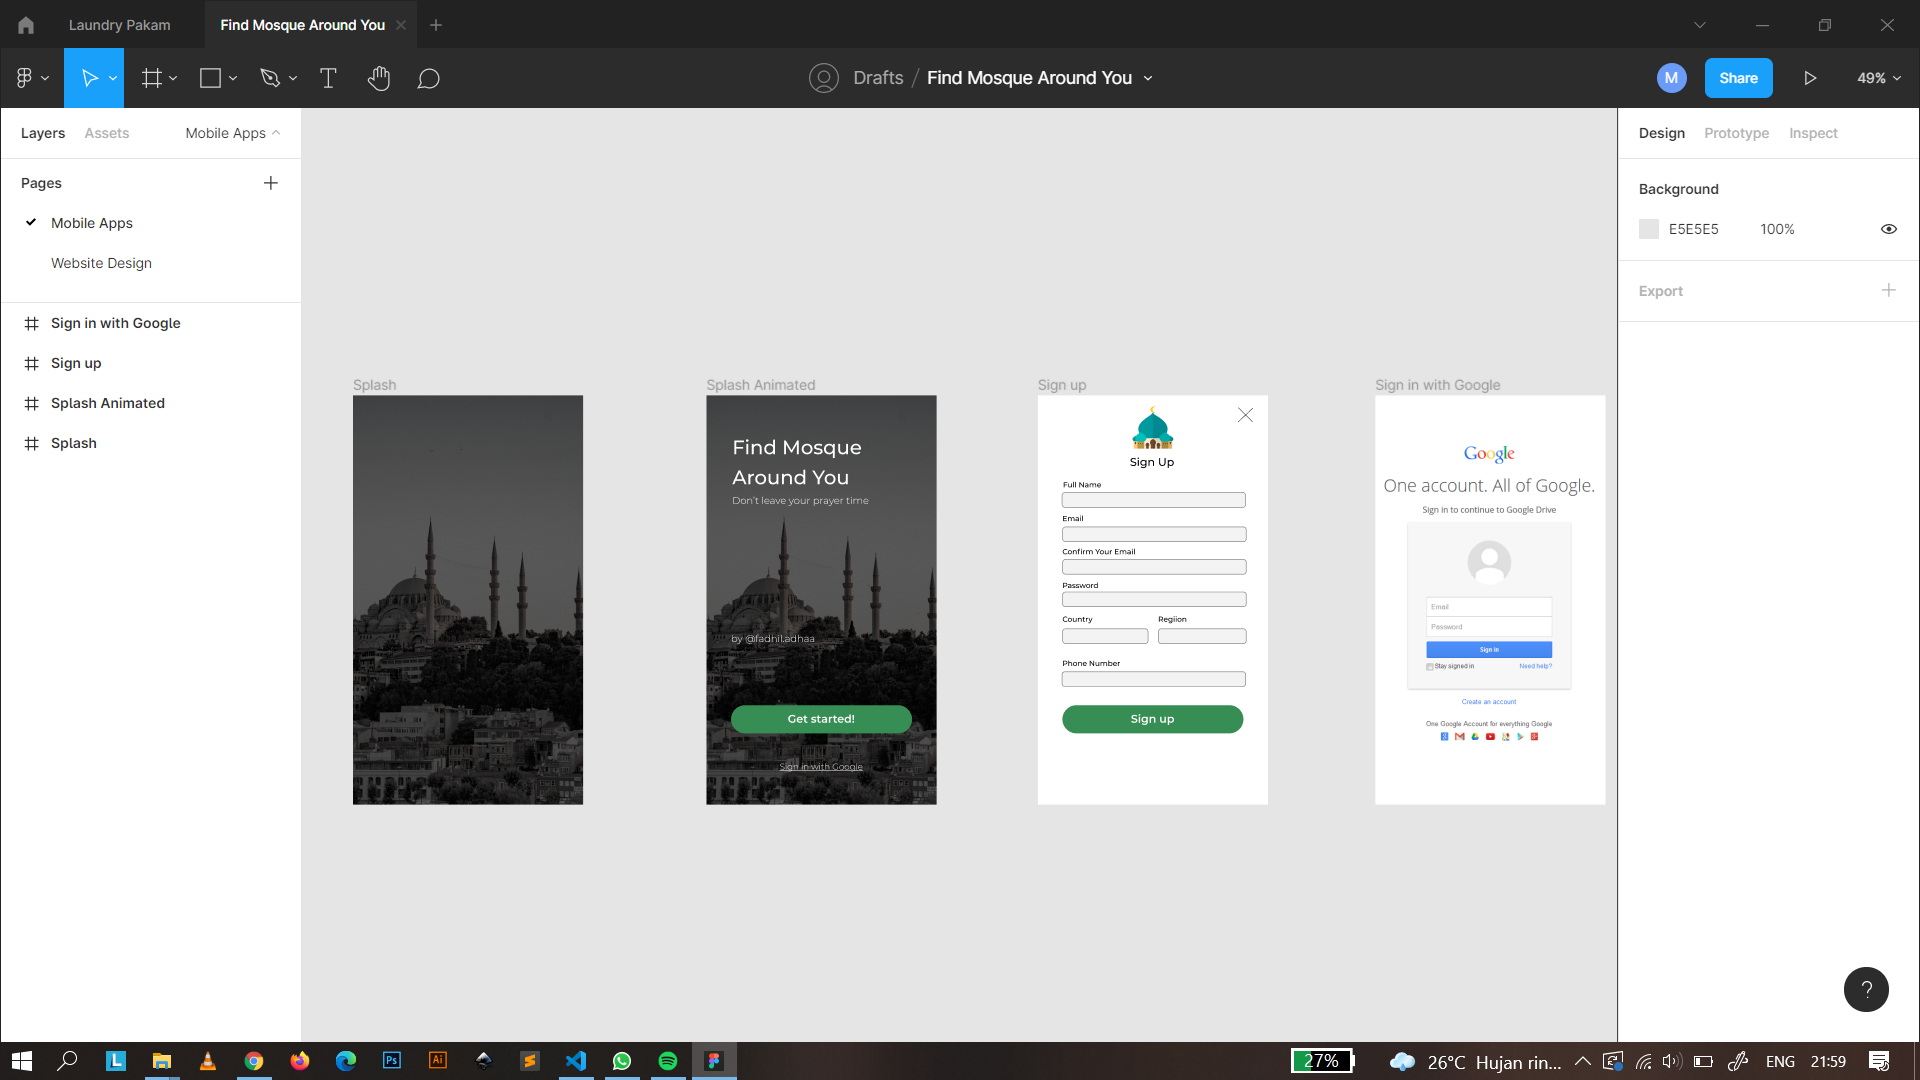 Laundry Pakam
Find Mosque Around You
Drafts / Find Mosque Around You
M
Share
49%
Layers
Assets
Mobile Apps
Pages
Mobile Apps
Website Design
Sign in with Google
Sign up
Splash Animated
Splash
Splash
Splash Animated
Find Mosque
Around You
Don't leave your prayer time
by @fadhil.adhaa
Get started!
Sign in with Google
Sign up
Sign Up
Full Name
Email
Confirm Your Email
Password
Country
Regiion
Phone Number
Sign up
Sign in with Google
Google
One account. All of Google.
Sign in to continue to Google Drive
Email
Password
Sign in
Stay signed in
Need help?
Create an account
One Google Account for everything Google
Design
Prototype
Inspect
Background
E5E5E5
100%
Export
?
L
Ps
Ai
27%
26°C Hujan rin...
ENG
21:59